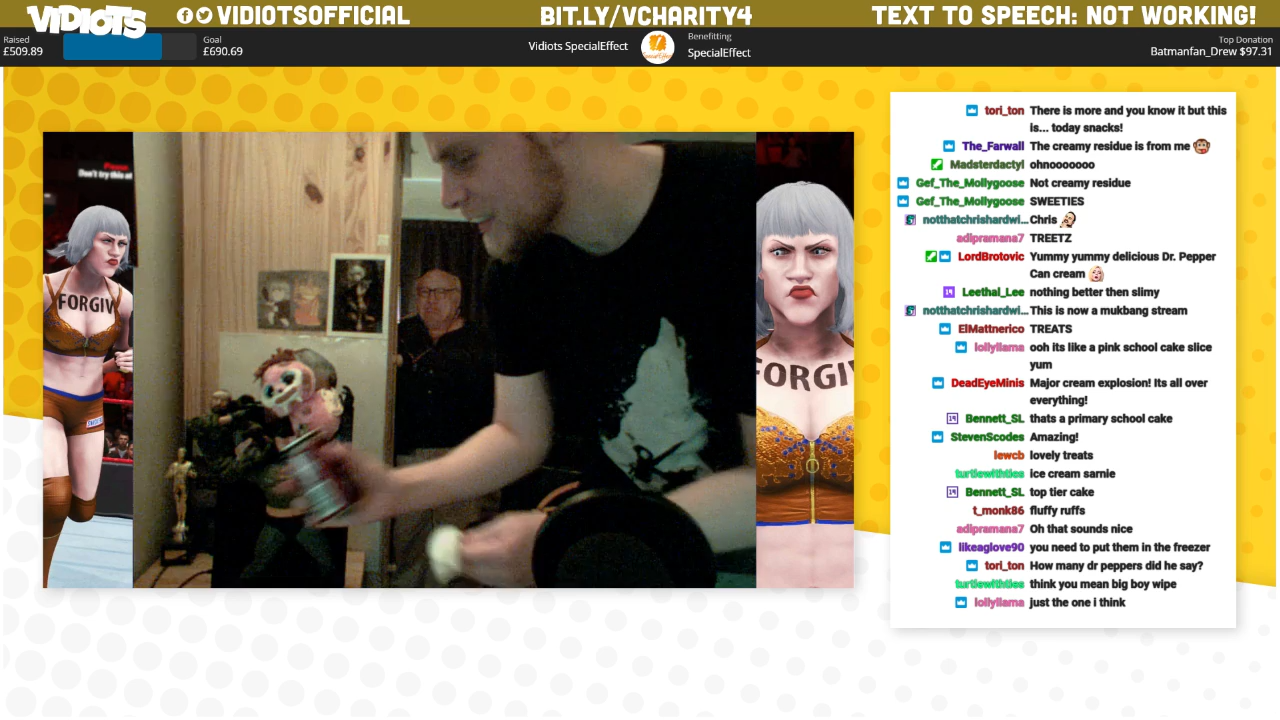 VIDIOTS
VIDIOTSOFFICIAL
BIT.LY/VCHARITY4
TEXT TO SPEECH: NOT WORKING!
Raised
£509.89
Goal
£690.69
Vidiots SpecialEffect
Benefitting
SpecialEffect
Top Donation
Batmanfan_Drew $97.31
FORGIV
FORGIV
tori_ton There is more and you know it but this
is... today snacks!
The_Farwall The creamy residue is from me
Madsterdactyl ohnooooooo
Gef_The_Mollygoose Not creamy residue
Gef_The_Mollygoose SWEETIES
notthatchrishardwi... Chris
adipramana7 TREETZ
LordBrotovic Yummy yummy delicious Dr. Pepper
Can cream
Leethal_Lee nothing better then slimy
notthatchrishardwi... This is now a mukbang stream
ElMattnerico TREATS
lollyllama ooh its like a pink school cake slice
yum
DeadEyeMinis Major cream explosion! Its all over
everything!
Bennett_SL thats a primary school cake
StevenScodes Amazing!
lewcb lovely treats
turtlewithties ice cream sarnie
Bennett_SL top tier cake
t_monk86 fluffy ruffs
adipramana7 Oh that sounds nice
likeaglove90 you need to put them in the freezer
tori_ton How many dr peppers did he say?
turtlewithties think you mean big boy wipe
lollyllama just the one i think